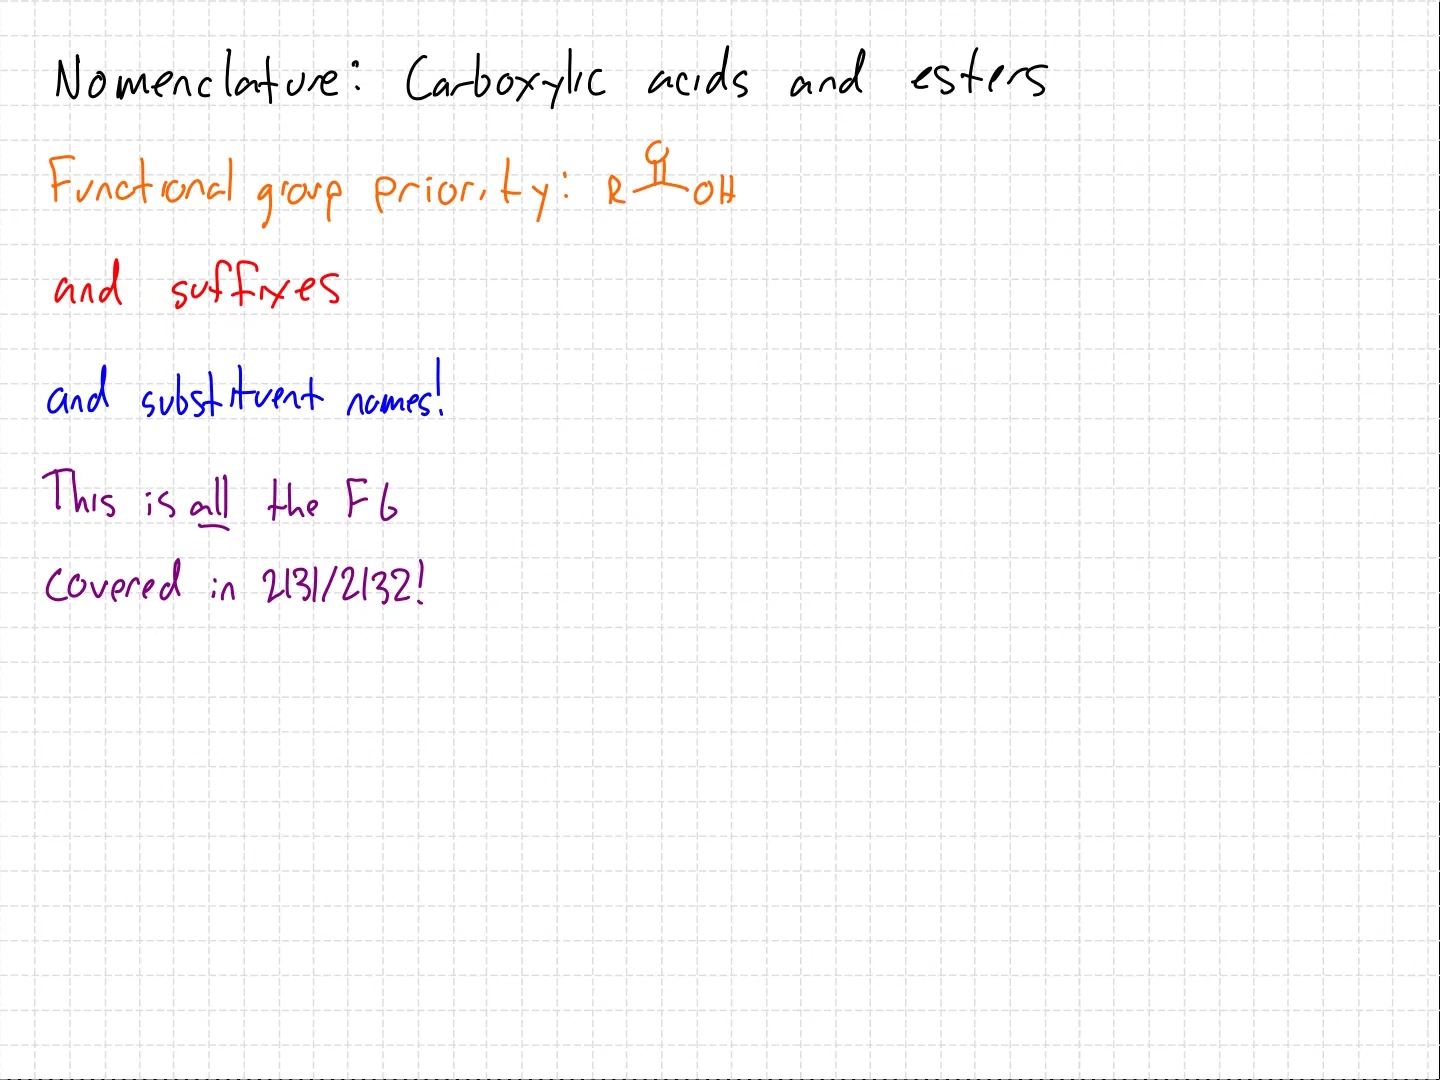 Nomenclature: Carboxylic acids and esters
Functional group priority: R O OH
and suffixes
and substituent names!
This is all the FG
Covered in 2131/2132!